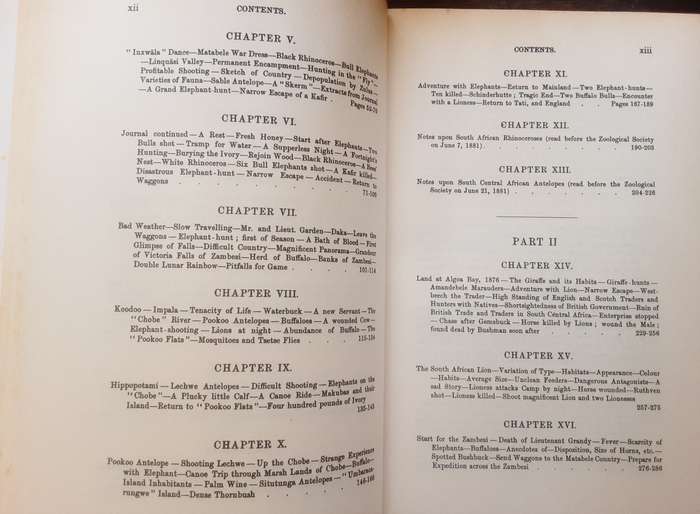 xii CONTENTS.
CHAPTER V.
"Inxwàla" Dance—Matabele War Dress—Black Rhinoceros—Bull Elephants
—Linquàsi Valley—Permanent Encampment—Hunting in the "Fly"—
Profitable Shooting — Sketch of Country — Depopulation by Zulus —
Varieties of Fauna—Sable Antelope—A "Skerm"—Extracts from Journal
—A Grand Elephant-hunt—Narrow Escape of a Kafir . Pages 52-70
CHAPTER VI.
Journal continued — A Rest — Fresh Honey — Start after Elephants—Two
Bulls shot—Tramp for Water — A Supperless Night — A Fortnight's
Hunting—Burying the Ivory—Rejoin Wood—Black Rhinoceros—A Hawk's
Nest—White Rhinoceros — Six Bull Elephants shot—A Kafir killed—
Disastrous Elephant-hunt — Narrow Escape — Accident — Return to
Waggons . . . . . . . . 71-106
CHAPTER VII.
Bad Weather—Slow Travelling—Mr. and Lieut. Garden—Daka—Leave the
Waggons — Elephant-hunt ; first of Season — A Bath of Blood — First
Glimpse of Falls—Difficult Country—Magnificent Panorama—Grandeur
of Victoria Falls of Zambesi—Herd of Buffalo—Banks of Zambesi—
Double Lunar Rainbow—Pitfalls for Game . . . . 107-114
CHAPTER VIII.
Koodoo — Impala — Tenacity of Life — Waterbuck — A new Servant — The
"Chobe" River — Pookoo Antelopes — Buffaloes — A wounded Cow—
Elephant-shooting — Lions at night — Abundance of Buffalo — The
"Pookoo Flats"—Mosquitoes and Tsetse Flies . . . . 115-134
CHAPTER IX.
Hippopotami — Lechwe Antelopes — Difficult Shooting — Elephants on the
"Chobe"—A Plucky little Calf — A Canoe Ride — Makubas and their
Island—Return to "Pookoo Flats"—Four hundred pounds of Ivory
135-145
CHAPTER X.
Pookoo Antelope — Shooting Lechwe — Up the Chobe — Strange Experience
with Elephant—Canoe Trip through Marsh Lands of Chobe—Buffalo—
Island Inhabitants — Palm Wine — Situtunga Antelopes — "Umbarungwe" Island—Dense Thornbush . . . . . 146-166
CONTENTS. xiii
CHAPTER XI.
Adventure with Elephants—Return to Mainland—Two Elephant-hunts—
Ten killed—Schinderhutte ; Tragic End—Two Buffalo Bulls—Encounter
with a Lioness—Return to Tati, and England . . Pages 167-189
CHAPTER XII.
Notes upon South African Rhinoceroses (read before the Zoological Society
on June 7, 1881) . . . . . . . 190-203
CHAPTER XIII.
Notes upon South Central African Antelopes (read before the Zoological
Society on June 21, 1881) . . . . . . 204-226
PART II
CHAPTER XIV.
Land at Algoa Bay, 1876 — The Giraffe and its Habits — Giraffe-hunts —
Amandebele Marauders—Adventure with Lion—Narrow Escape—West-
beech the Trader—High Standing of English and Scotch Traders and
Hunters with Natives—Shortsightedness of British Government—Ruin of
British Trade and Traders in South Central Africa—Enterprise stopped
— Chase after Gemsbuck — Horse killed by Lions ; wound the Male ;
found dead by Bushman soon after . . . . . 229-256
CHAPTER XV.
The South African Lion—Variation of Type—Habitats—Appearance—Colour
—Habits—Average Size—Unclean Feeders—Dangerous Antagonists—A
sad Story—Lioness attacks Camp by night—Horse wounded—Ruthven
shot—Lioness killed—Shoot magnificent Lion and two Lionesses
257-275
CHAPTER XVI.
Start for the Zambesi — Death of Lieutenant Grandy — Fever—Scarcity of
Elephants—Buffaloes—Anecdotes of—Disposition, Size of Horns, etc.—
Spotted Bushbuck — Send Waggons to the Matabele Country—Prepare for
Expedition across the Zambesi . . . . . 276-286